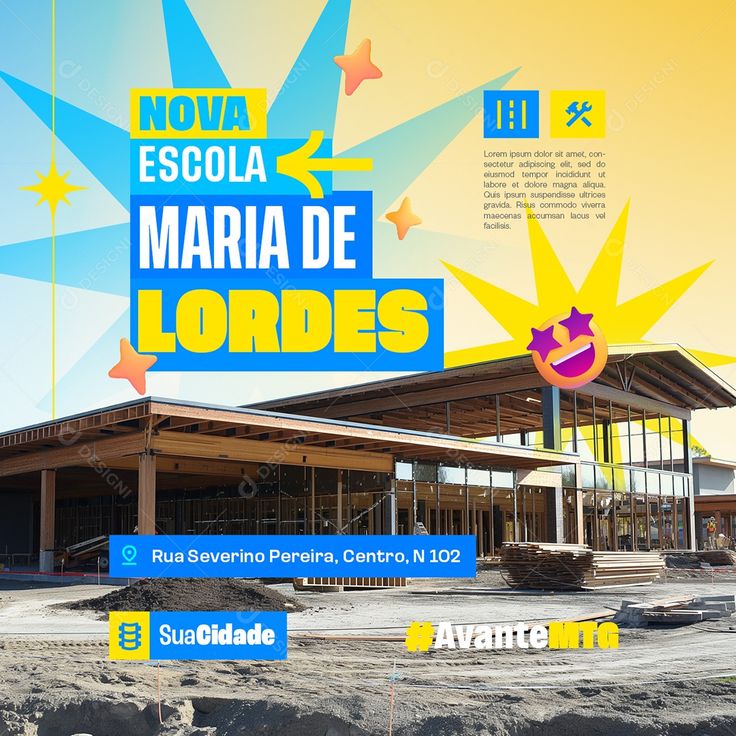 NOVA
ESCOLA
MARIA DE
LORDES
Lorem ipsum dolor sit amet, con-
sectetur adipiscing elit, sed do
eiusmod tempor incididunt ut
labore et dolore magna aliqua.
Quis ipsum suspendisse ultrices
gravida. Risus commodo viverra
maecenas accumsan lacus vel
facilisis.
Rua Severino Pereira, Centro, N 102
SuaCidade
#AvanteMTG
DESIGNI